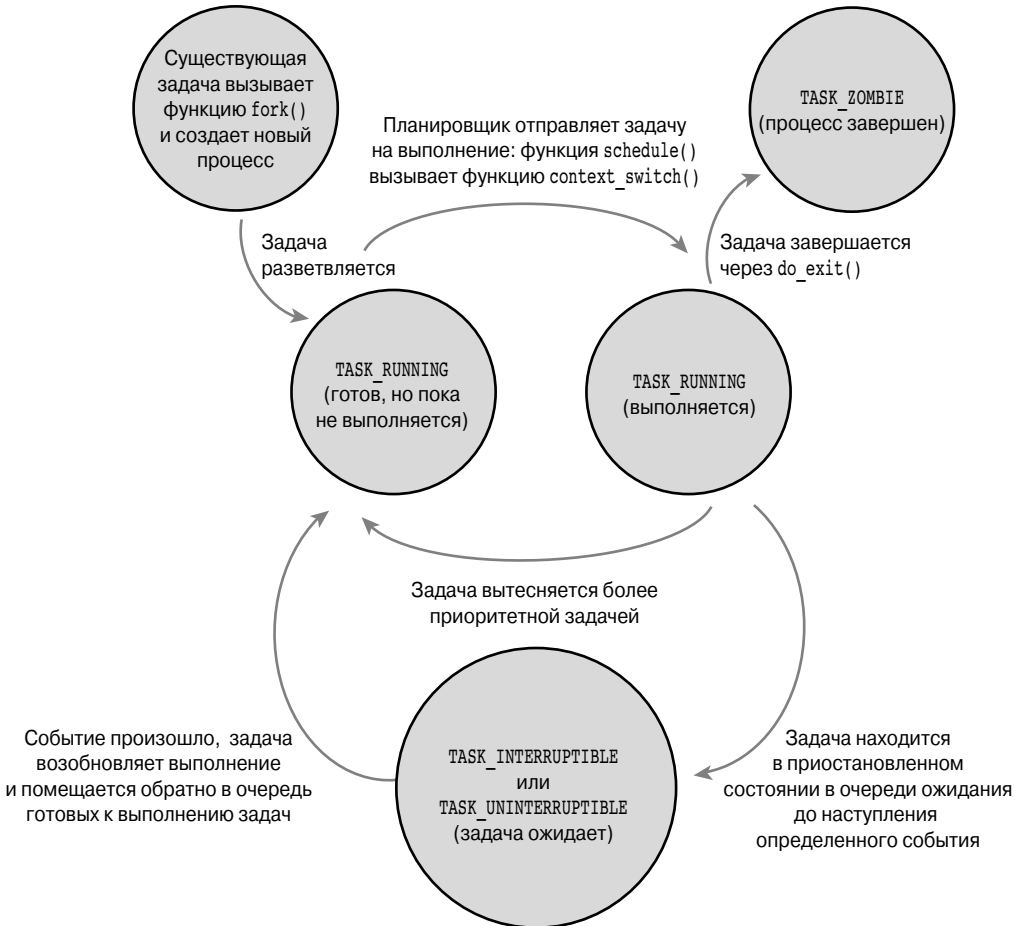 Существующая
задача вызывает
функцию fork()
и создает новый
процесс
TASK_ZOMBIE
(процесс завершен)
Планировщик отправляет задачу
на выполнение: функция schedule()
вызывает функцию context_switch()
Задача
разветвляется
Задача завершается
через do_exit()
TASK_RUNNING
(готов, но пока
не выполняется)
TASK_RUNNING
(выполняется)
Задача вытесняется более
приоритетной задачей
Событие произошло, задача
возобновляет выполнение
и помещается обратно в очередь
готовых к выполнению задач
TASK_INTERRUPTIBLE
или
TASK_UNINTERRUPTIBLE
(задача ожидает)
Задача находится
в приостановленном
состоянии в очереди ожидания
до наступления
определенного события